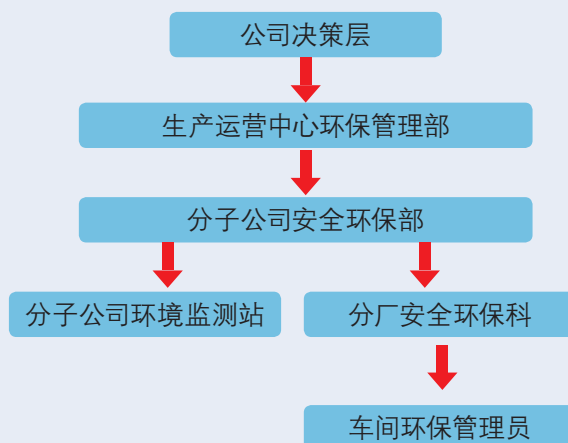 公司决策层
生产运营中心环保管理部
分子公司安全环保部
分子公司环境监测站
分厂安全环保科
车间环保管理员